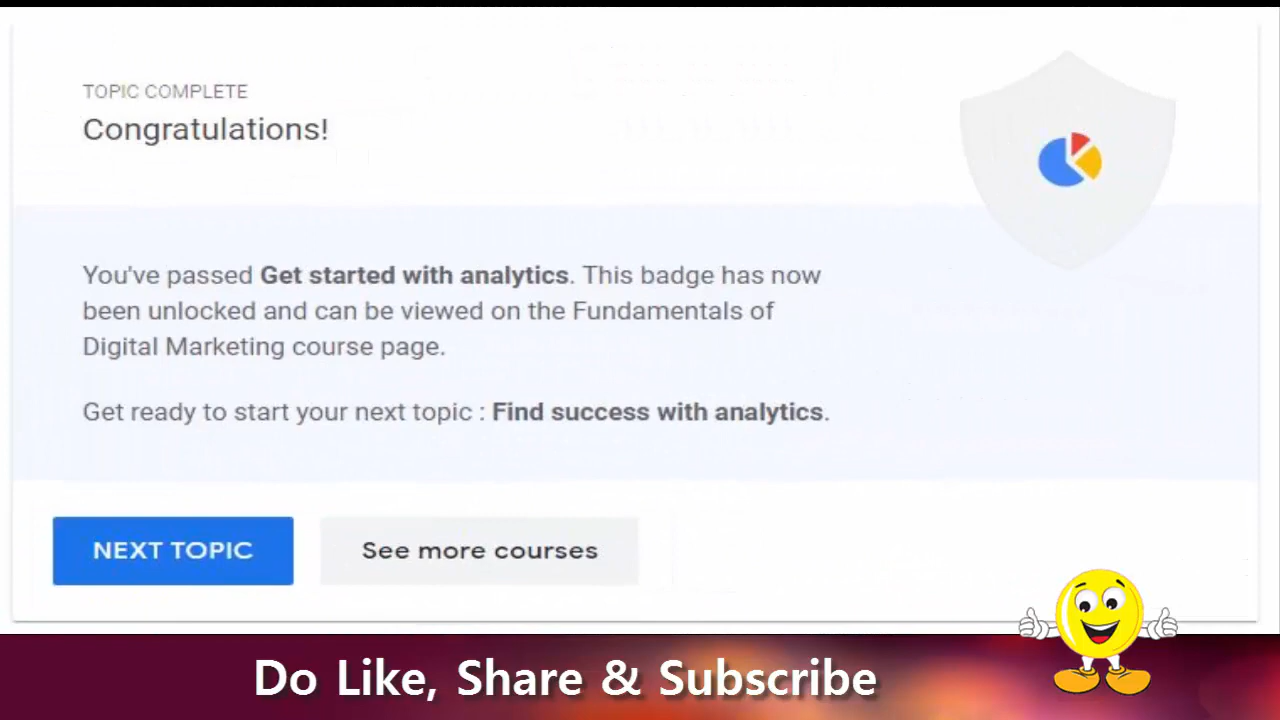 TOPIC COMPLETE
Congratulations!
You've passed Get started with analytics. This badge has now
been unlocked and can be viewed on the Fundamentals of
Digital Marketing course page.
Get ready to start your next topic : Find success with analytics.
NEXT TOPIC
See more courses
Do Like, Share & Subscribe